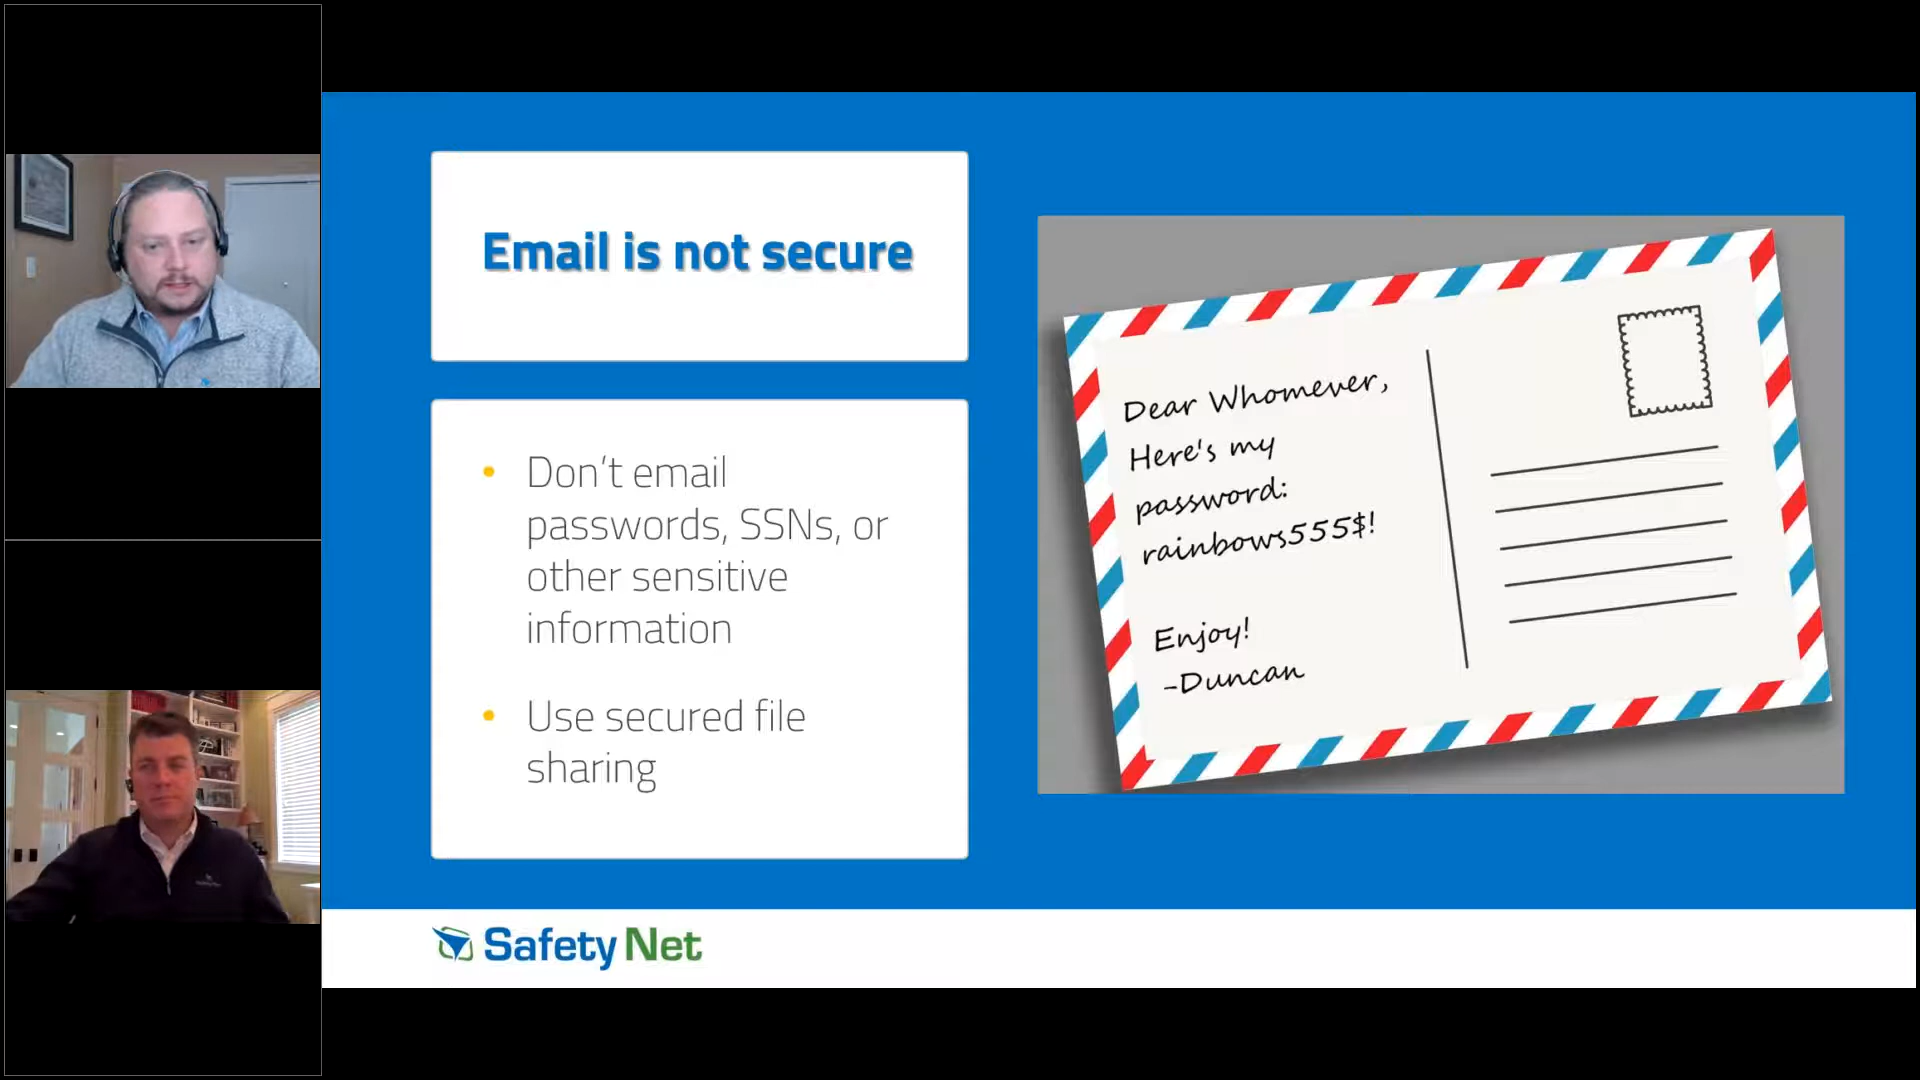 Email is not secure
• Don't email
passwords, SSNs, or
other sensitive
information
• Use secured file
sharing
Dear Whomever,
Here's my
password:
rainbows555$!
Enjoy!
-Duncan
Safety Net